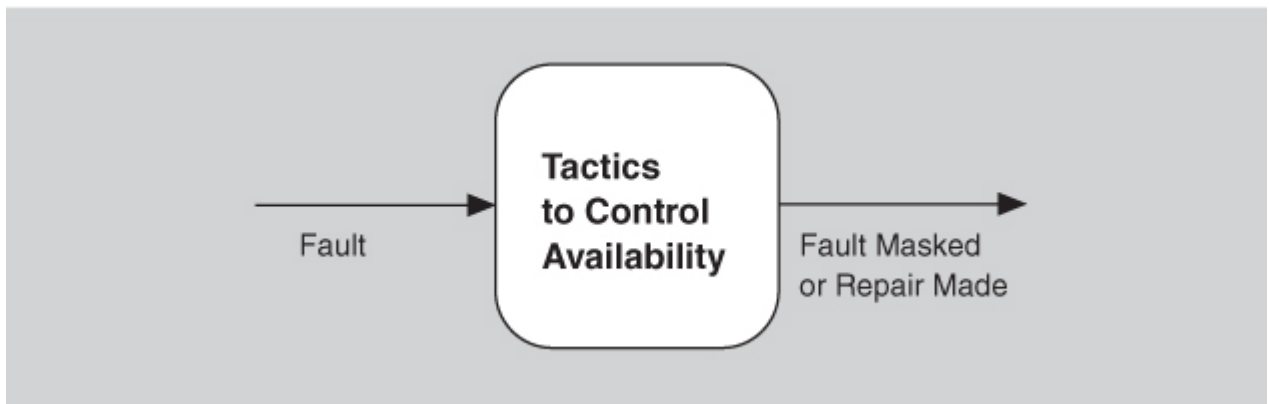 Fault
Tactics
to Control
Availability
Fault Masked
or Repair Made